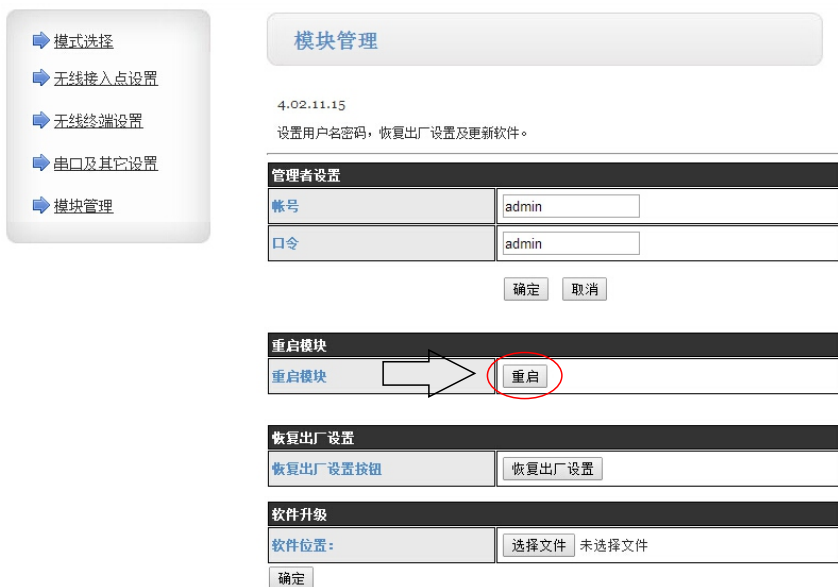 模式选择
无线接入点设置
无线终端设置
串口及其它设置
模块管理
模块管理
4.02.11.15
设置用户名密码，恢复出厂设置及更新软件。
管理者设置
帐号 admin
口令 admin
确定 取消
重启模块
重启模块 重启
恢复出厂设置
恢复出厂设置按钮 恢复出厂设置
软件升级
软件位置： 选择文件 未选择文件
确定